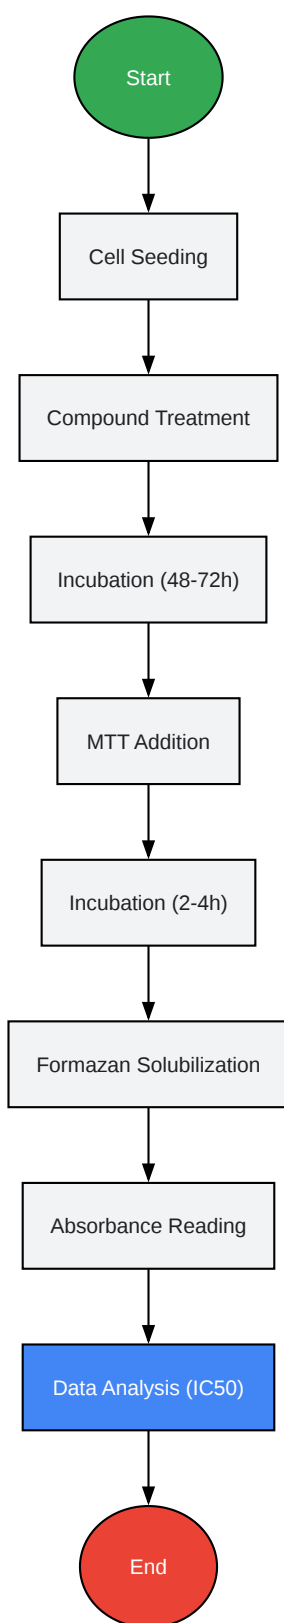 Start
Cell Seeding
Compound Treatment
Incubation (48-72h)
MTT Addition
Incubation (2-4h)
Formazan Solubilization
Absorbance Reading
Data Analysis (IC50)
End